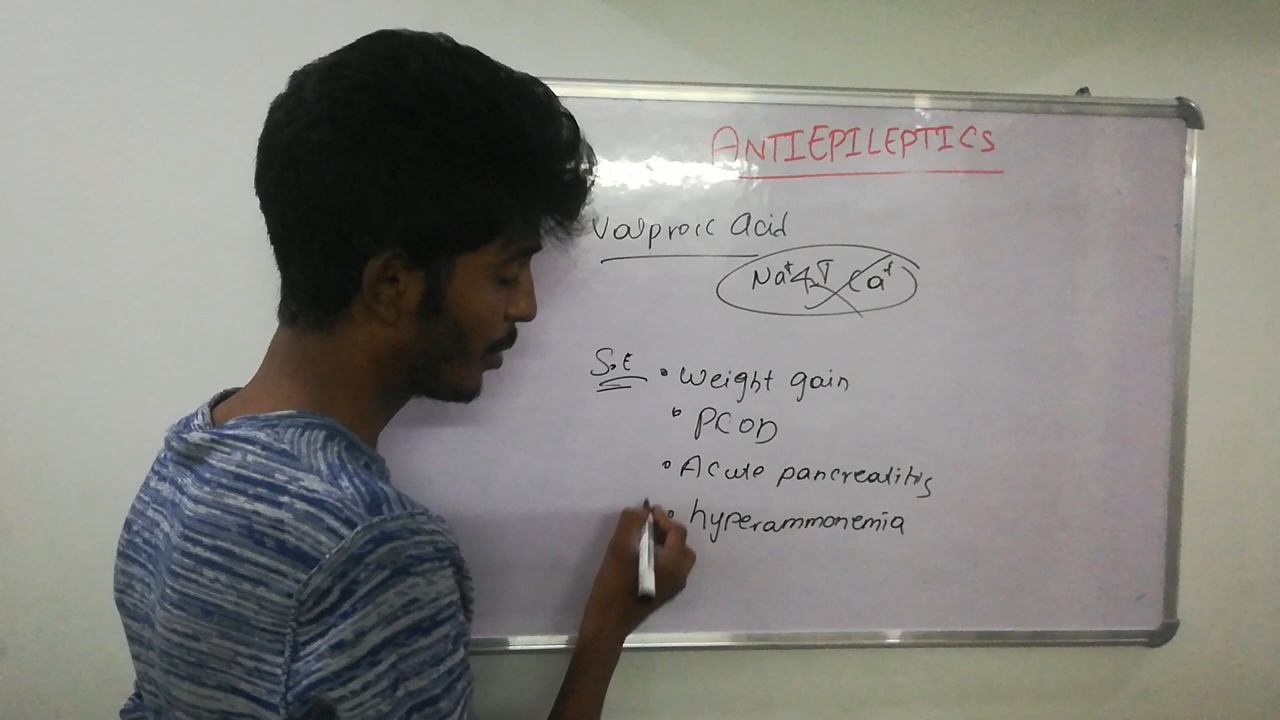 ANTIEPILEPTICS
Valproic Acid
Na⁺ & T Ca⁺
S.E
• Weight gain
• PCOD
• Acute pancreatitis
• hyperammonemia